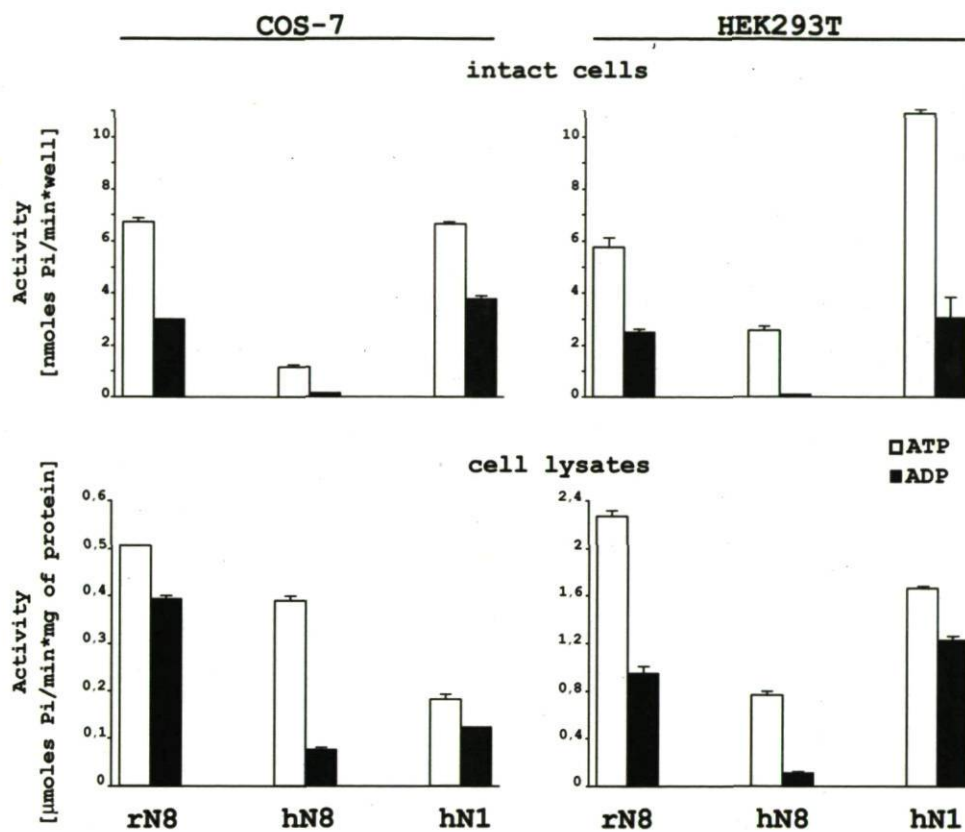 COS-7 HEK293T
intact cells
Activity
[nmoles Pi/min*well]
10
8
6
4
2
0
10
8
6
4
2
0
cell lysates
ATP
ADP
Activity
[µmoles Pi/min*mg of protein]
0,6
0,5
0,4
0,3
0,2
0,1
0
2,4
2
1,6
1,2
0,8
0,4
0
rN8 hN8 hN1 rN8 hN8 hN1